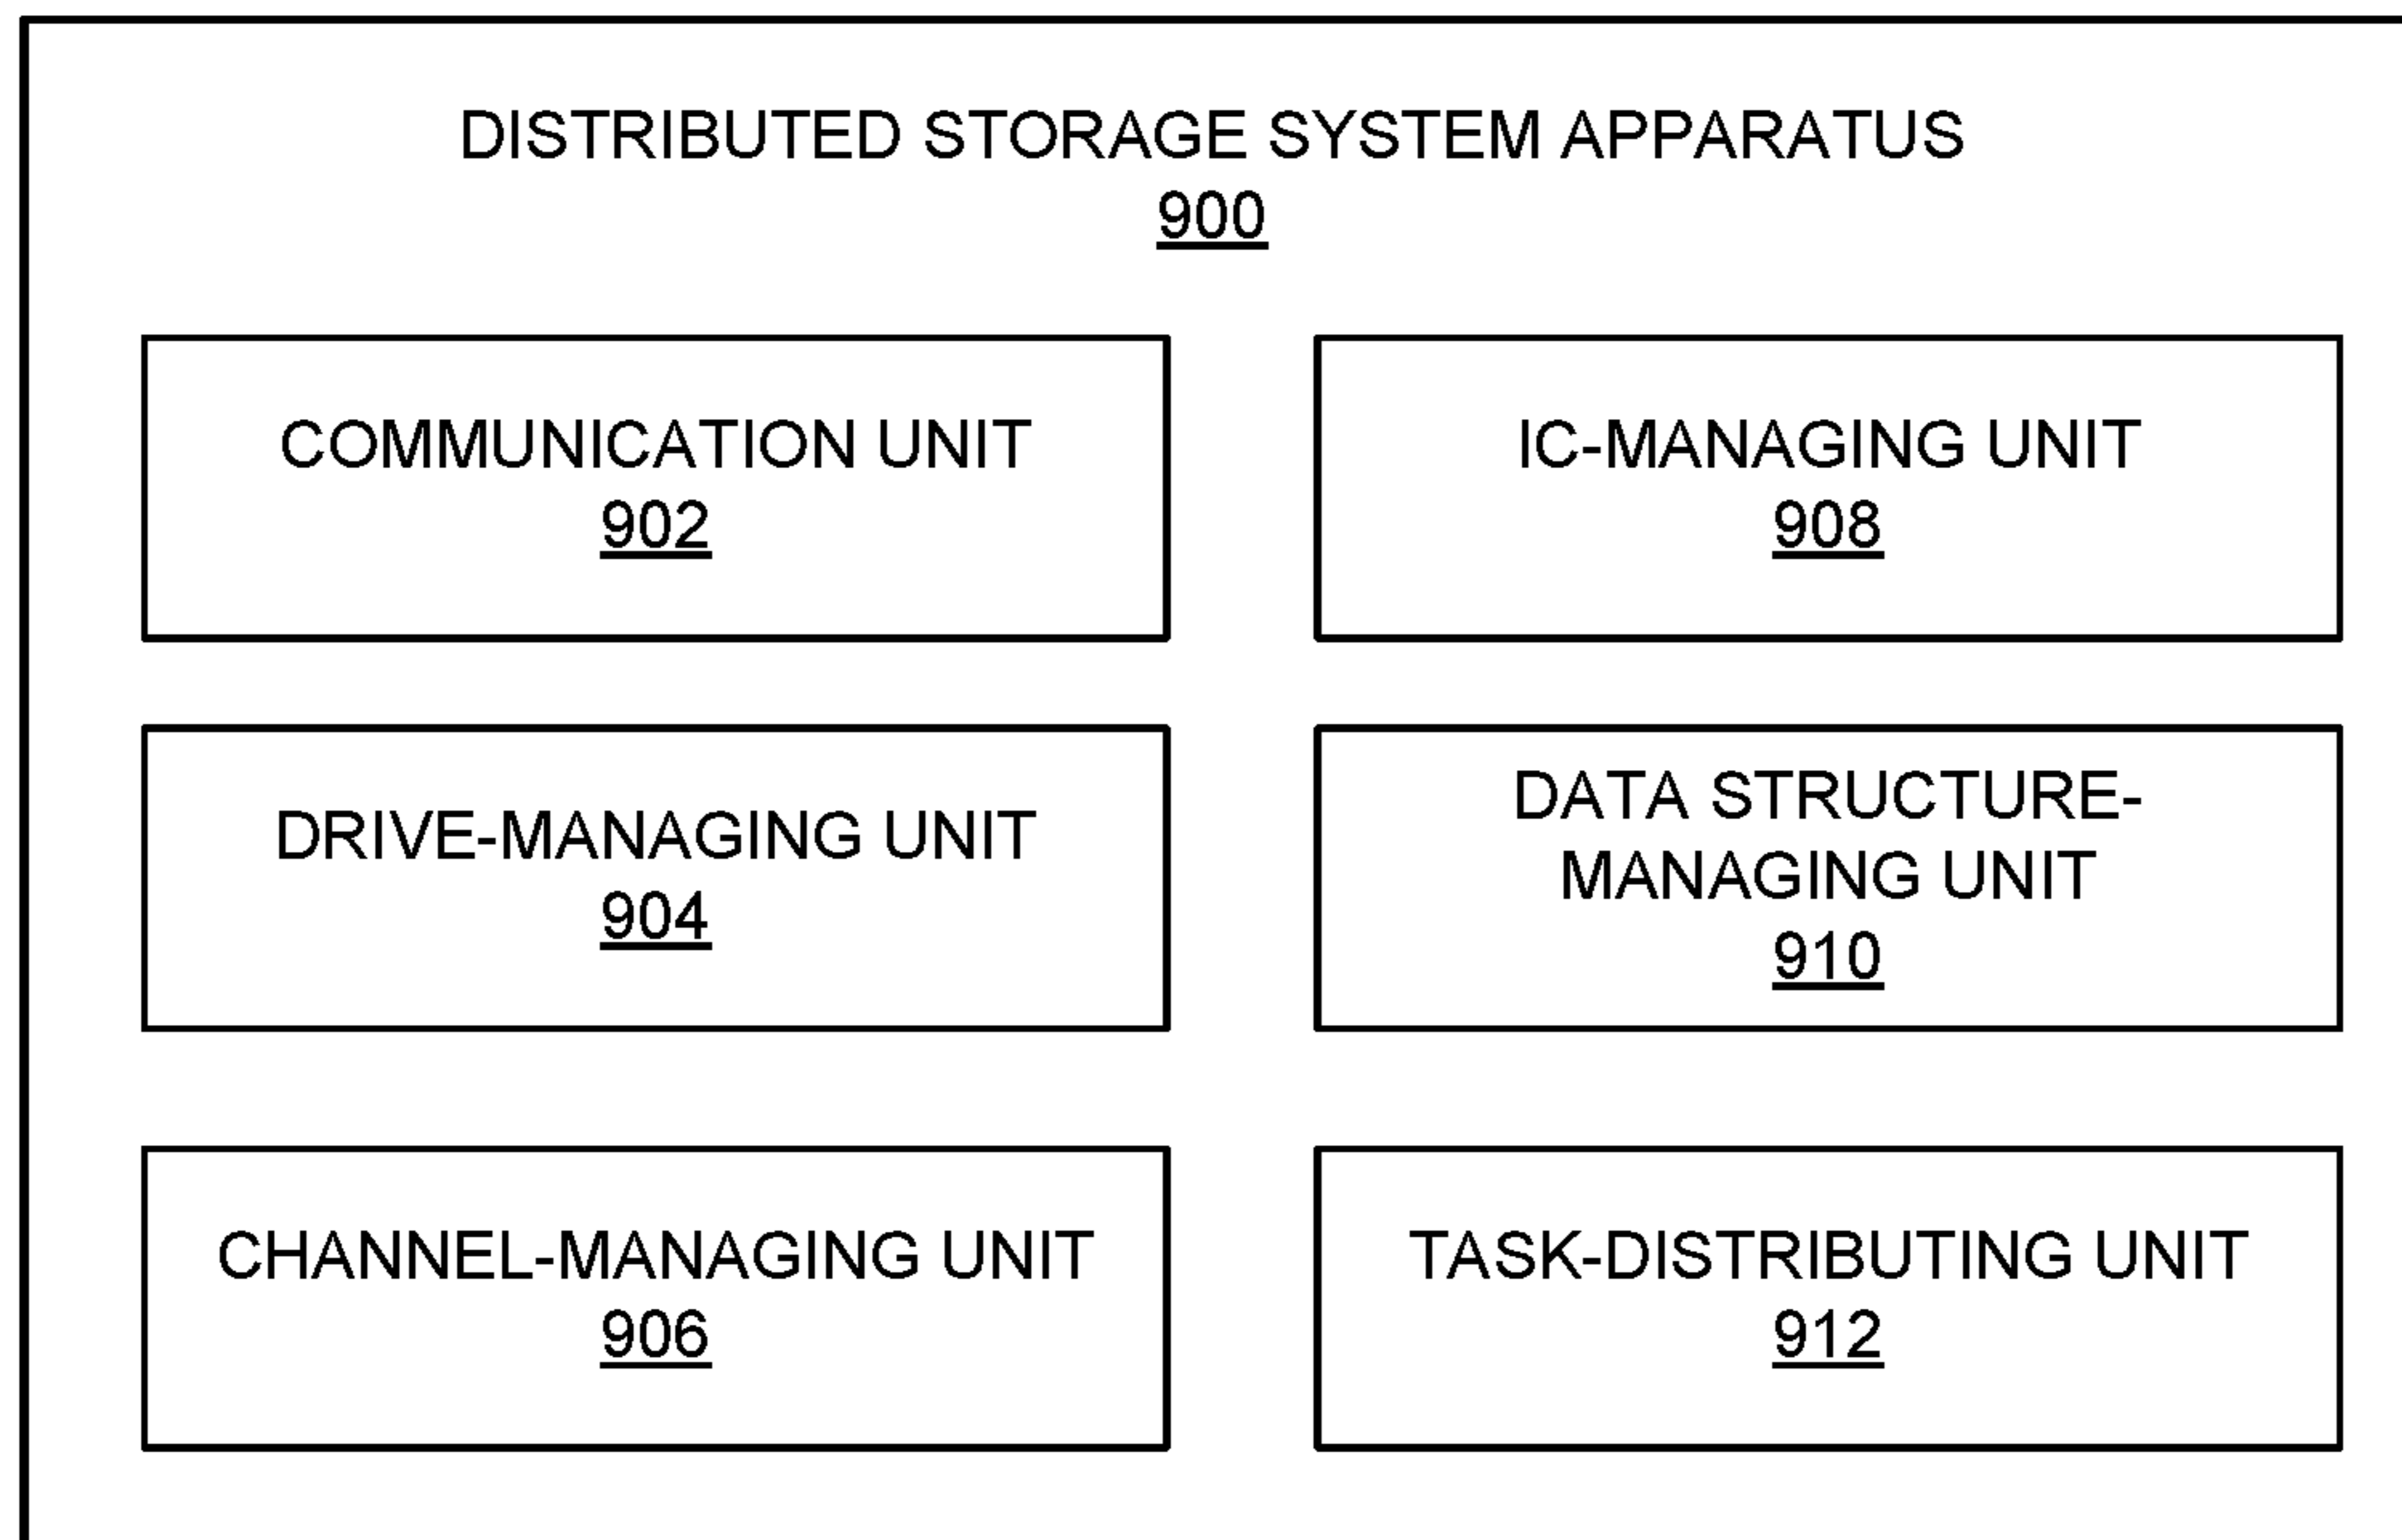 DISTRIBUTED STORAGE SYSTEM APPARATUS
900
COMMUNICATION UNIT
902
DRIVE-MANAGING UNIT
904
CHANNEL-MANAGING UNIT
906
IC-MANAGING UNIT
908
DATA STRUCTURE-
MANAGING UNIT
910
TASK-DISTRIBUTING UNIT
912